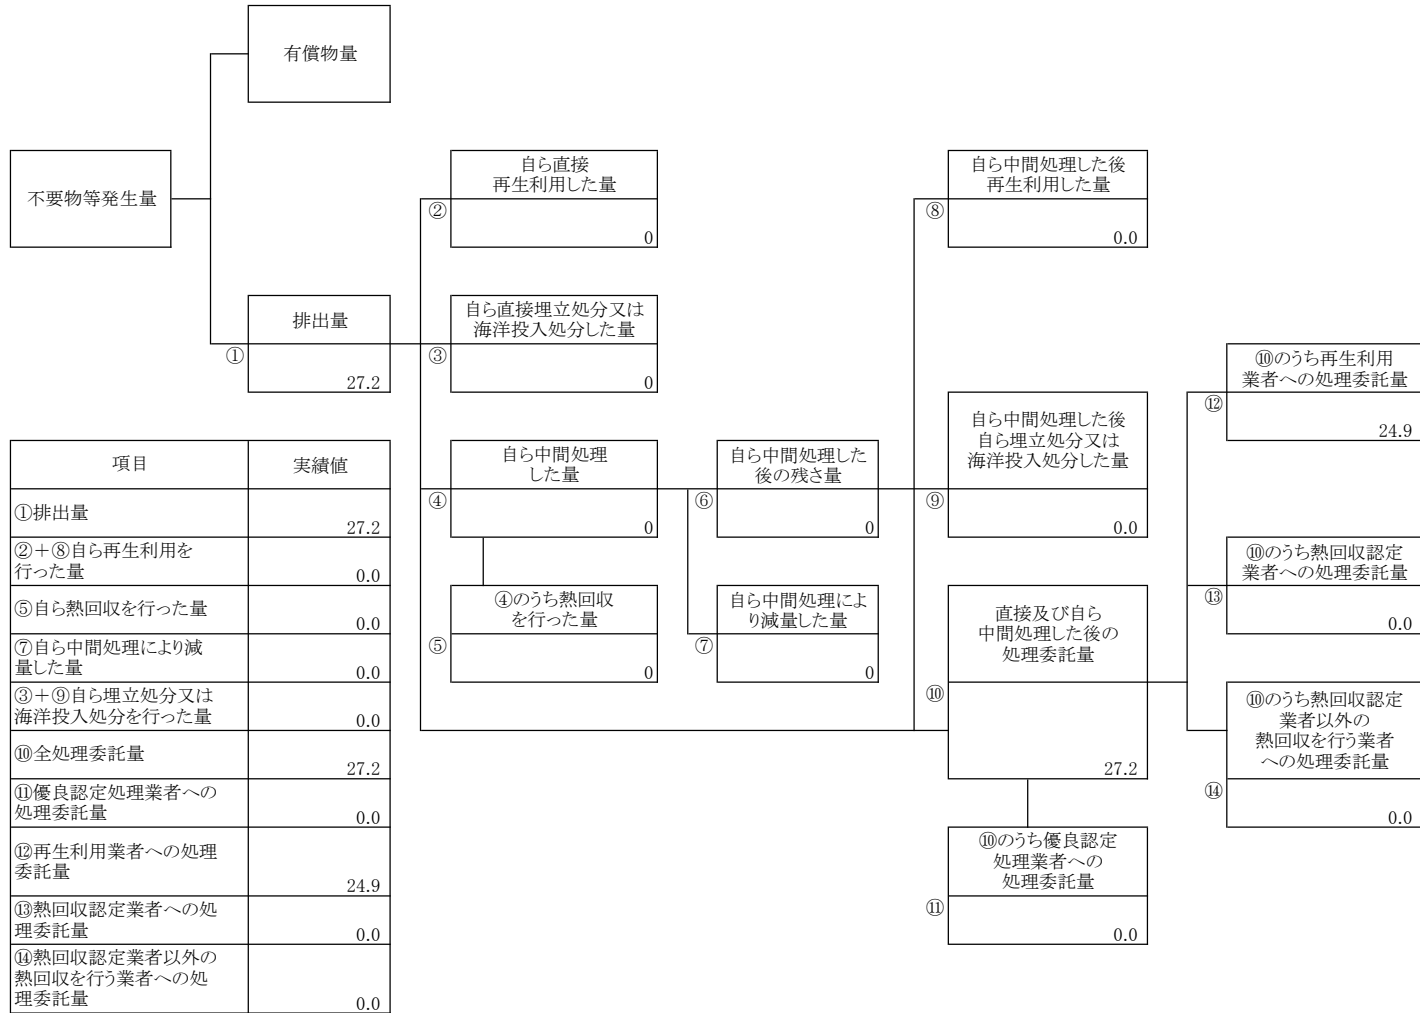 有償物量
不要物等発生量
自ら直接
再生利用した量
②
0
自ら中間処理した後
再生利用した量
⑧
0.0
排出量
①
27.2
自ら直接埋立処分又は
海洋投入処分した量
③
0
⑩のうち再生利用
業者への処理委託量
⑫
24.9
自ら中間処理
した量
④
0
自ら中間処理した
後の残さ量
⑥
0
自ら中間処理した後
自ら埋立処分又は
海洋投入処分した量
⑨
0.0
④のうち熱回収
を行った量
⑤
0
自ら中間処理によ
り減量した量
⑦
0
直接及び自ら
中間処理した後の
処理委託量
⑩
27.2
⑩のうち熱回収認定
業者への処理委託量
⑬
0.0
⑩のうち熱回収認定
業者以外の
熱回収を行う業者
への処理委託量
⑭
0.0
⑩のうち優良認定
処理業者への
処理委託量
⑪
0.0
項目 実績値
①排出量
27.2
②+⑧自ら再生利用を
行った量
0.0
⑤自ら熱回収を行った量
0.0
⑦自ら中間処理により減
量した量
0.0
③+⑨自ら埋立処分又は
海洋投入処分を行った量
0.0
⑩全処理委託量
27.2
⑪優良認定処理業者への
処理委託量
0.0
⑫再生利用業者への処理
委託量
24.9
⑬熱回収認定業者への処
理委託量
0.0
⑭熱回収認定業者以外の
熱回収を行う業者への処
理委託量
0.0